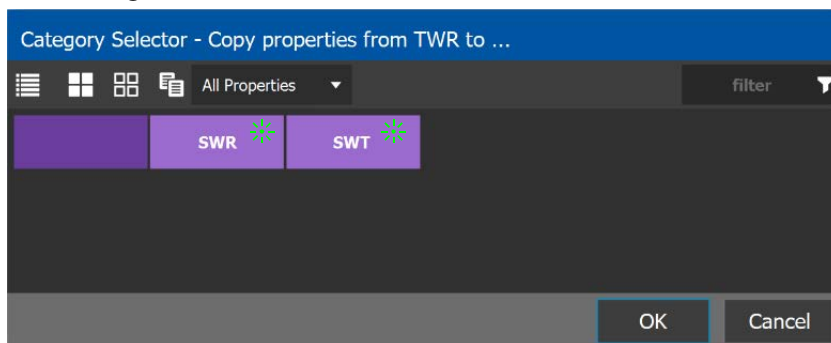 Category Selector - Copy properties from TWR to ...
All Properties filter
SWR SWT
OK Cancel